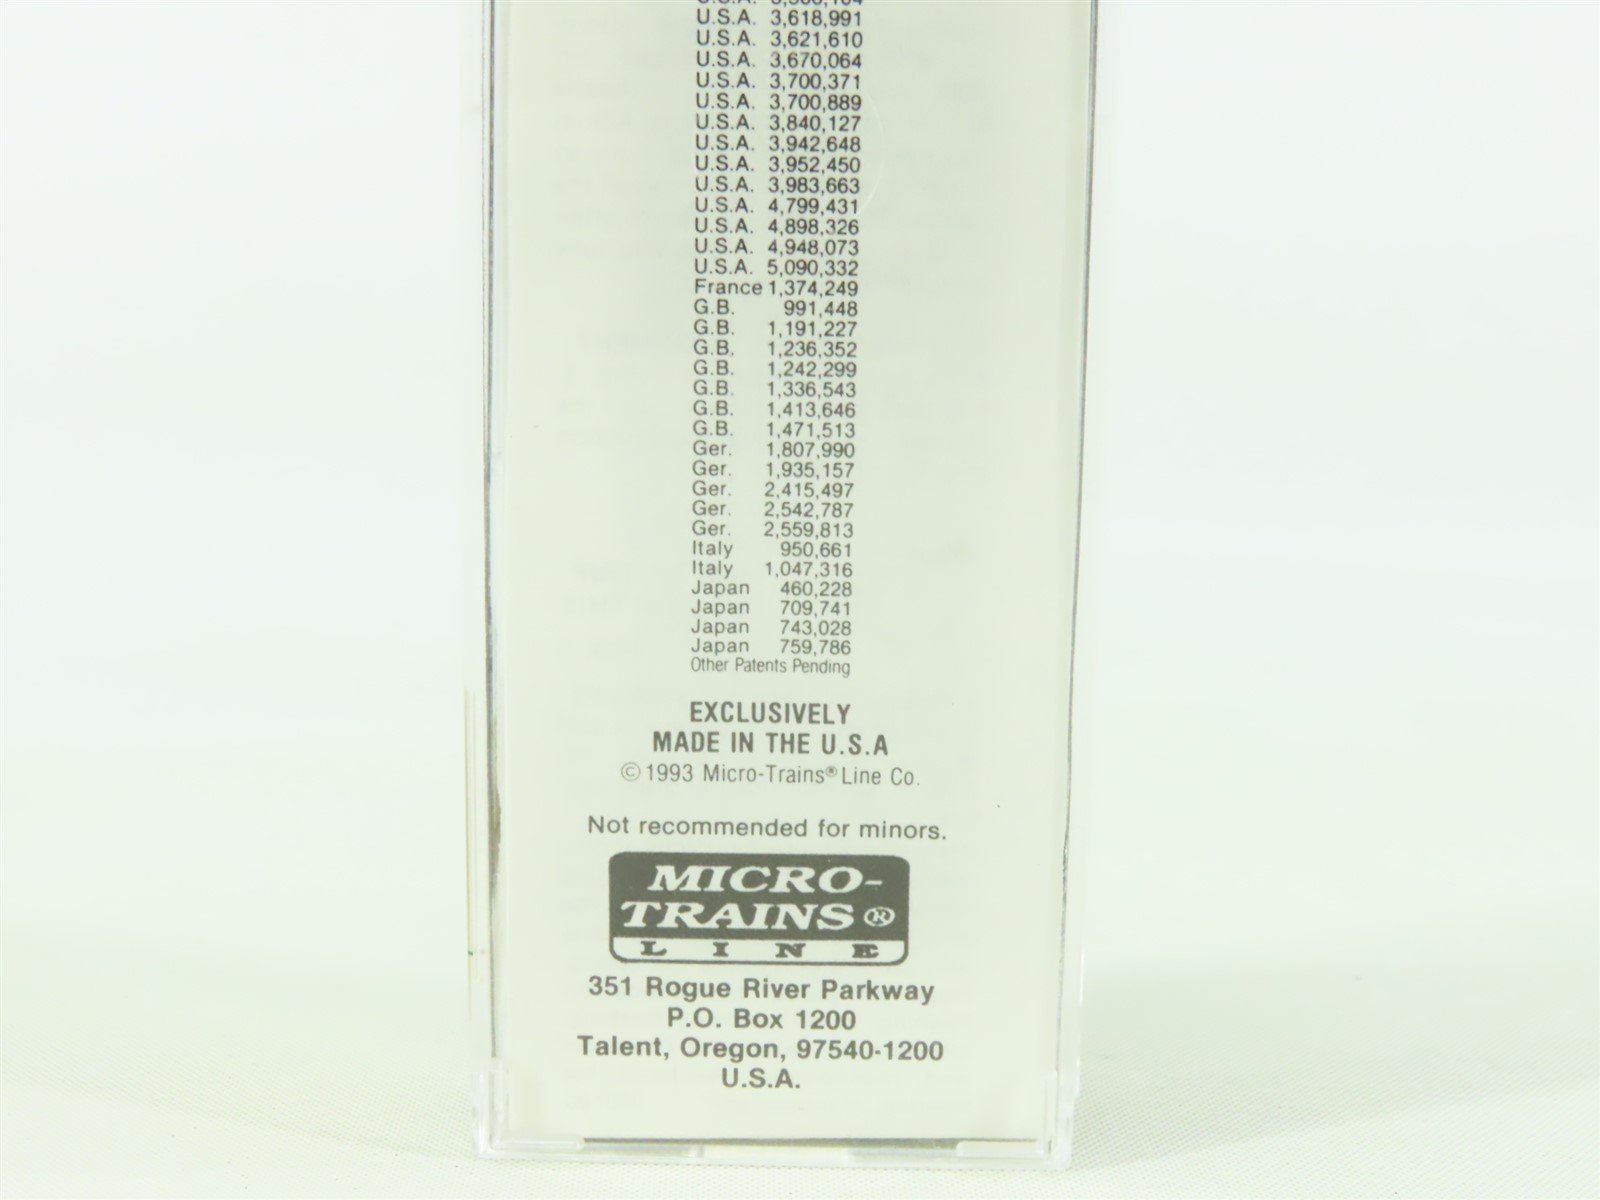 U.S.A. 3,618,991
U.S.A. 3,621,610
U.S.A. 3,670,064
U.S.A. 3,700,371
U.S.A. 3,700,889
U.S.A. 3,840,127
U.S.A. 3,942,648
U.S.A. 3,952,450
U.S.A. 3,983,663
U.S.A. 4,799,431
U.S.A. 4,898,326
U.S.A. 4,948,073
U.S.A. 5,090,332
France 1,374,249
G.B. 991,448
G.B. 1,191,227
G.B. 1,236,352
G.B. 1,242,299
G.B. 1,336,543
G.B. 1,413,646
G.B. 1,471,513
Ger. 1,807,990
Ger. 1,935,157
Ger. 2,415,497
Ger. 2,542,787
Ger. 2,559,813
Italy 950,661
Italy 1,047,316
Japan 460,228
Japan 709,741
Japan 743,028
Japan 759,786
Other Patents Pending
EXCLUSIVELY
MADE IN THE U.S.A
© 1993 Micro-Trains® Line Co.
Not recommended for minors.
MICRO-
TRAINS®
LINE
351 Rogue River Parkway
P.O. Box 1200
Talent, Oregon, 97540-1200
U.S.A.